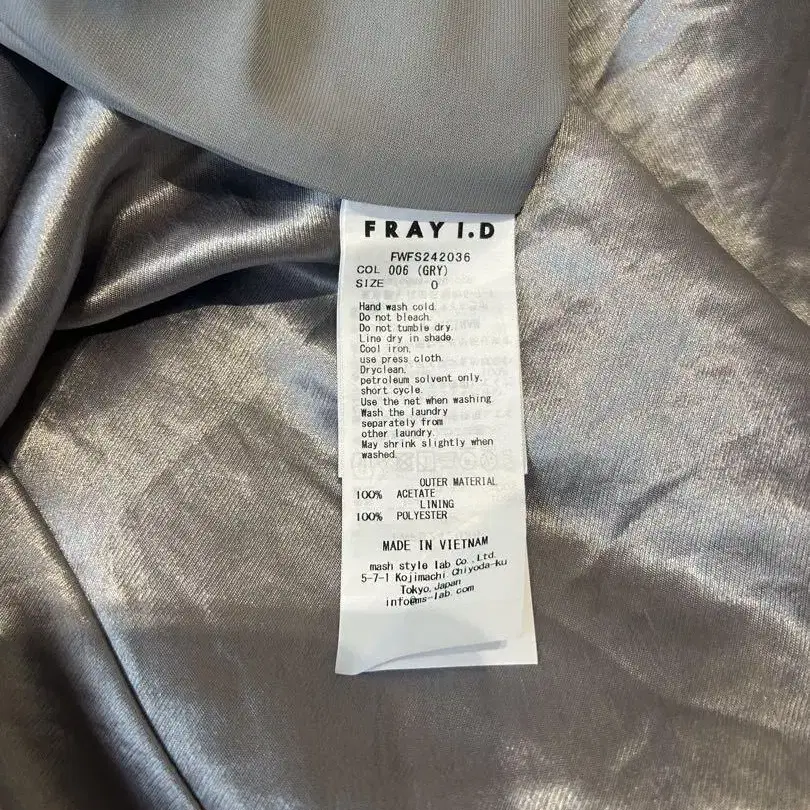 FRAY I.D
FWFS242036
COL 006 (GRY)
SIZE 0
Hand wash cold.
Do not bleach.
Do not tumble dry.
Line dry in shade.
Cool iron.
use press cloth.
Dryclean.
petroleum solvent only.
short cycle.
Use the net when washing.
Wash the laundry
separately from
other laundry.
May shrink slightly when
washed.
OUTER MATERIAL
100% ACETATE
LINING
100% POLYESTER
MADE IN VIETNAM
mash style lab Co.,Ltd.
5-7-1 Kojimachi Chiyoda-ku
Tokyo, Japan
info@ms-lab.com